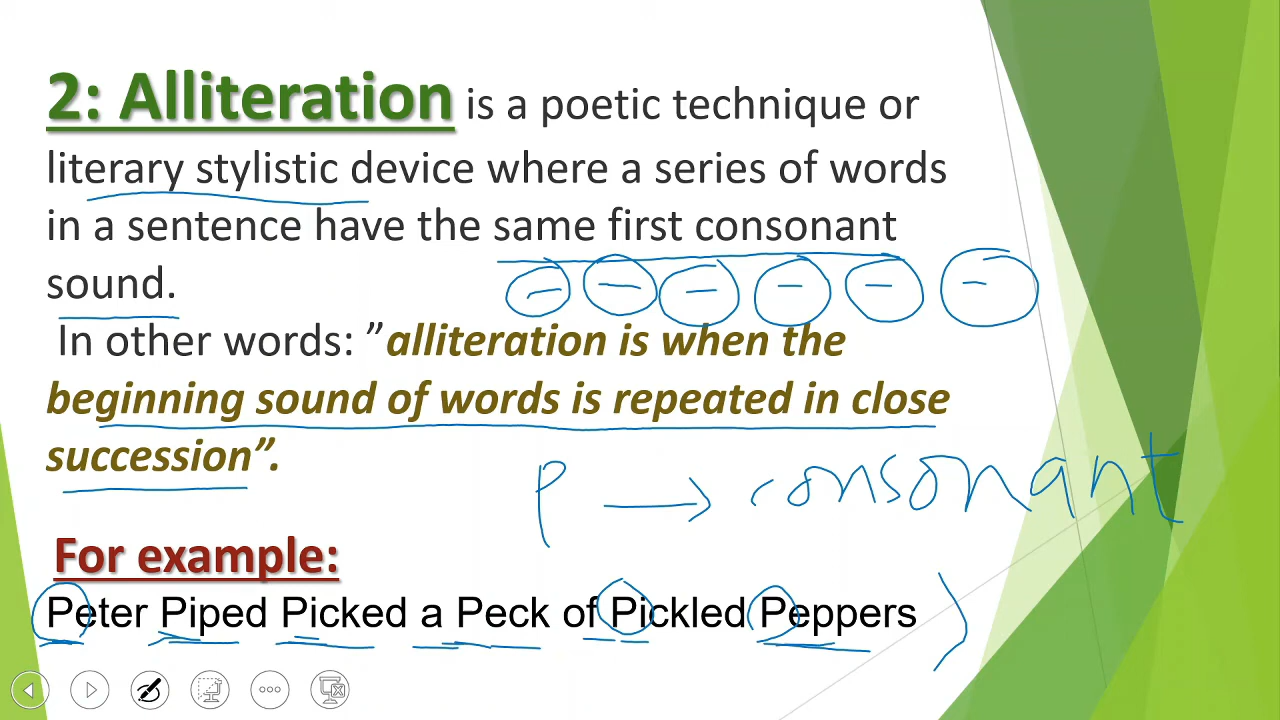 2: Alliteration is a poetic technique or
literary stylistic device where a series of words
in a sentence have the same first consonant
sound.
In other words: ”alliteration is when the
beginning sound of words is repeated in close
succession”.
P → consonant
For example:
Peter Piped Picked a Peck of Pickled Peppers